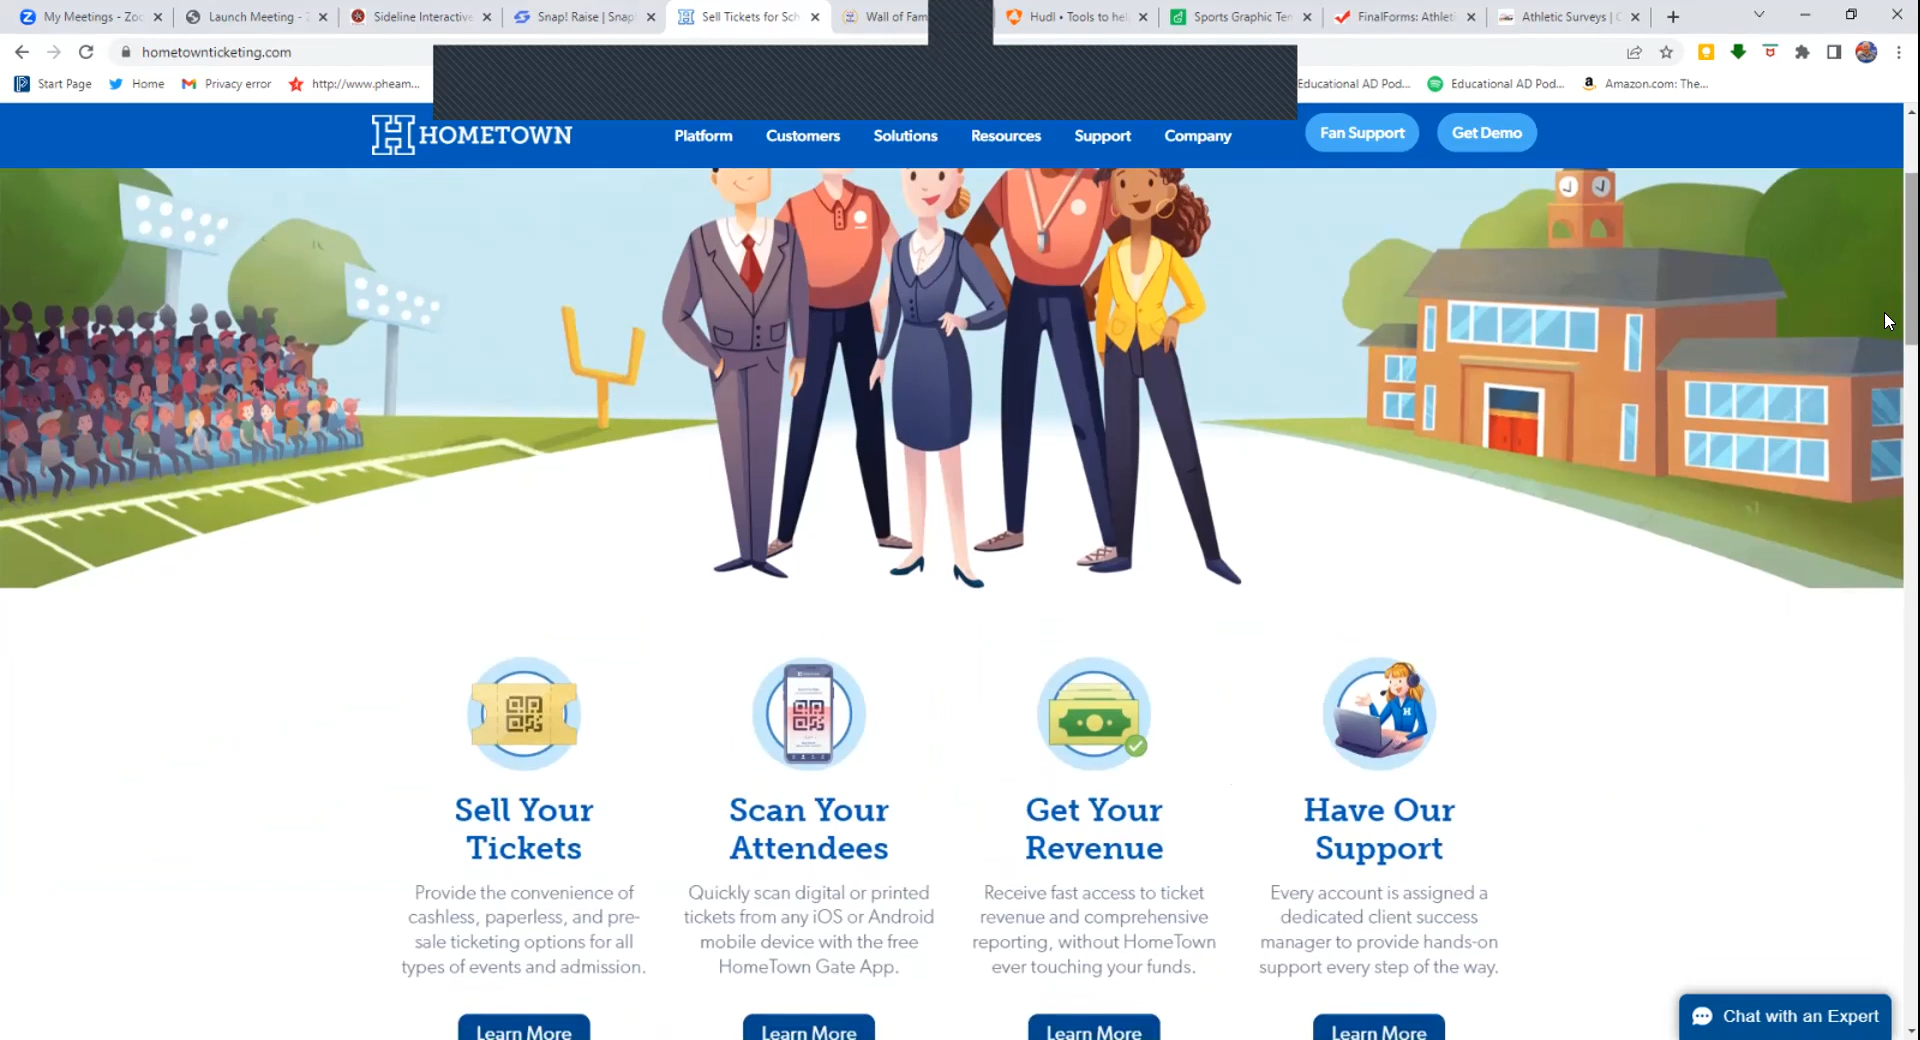 My Meetings - Zoo
Launch Meeting - Z
Sideline Interactive
Snap! Raise | Snap!
Sell Tickets for Sch
Wall of Fam
Hudl • Tools to hel
Sports Graphic Tem
FinalForms: Athleti
Athletic Surveys | C
hometownticketing.com
Start Page
Home
Privacy error
http://www.pheam...
Educational AD Pod...
Educational AD Pod...
Amazon.com: The...
H HOMETOWN
Platform
Customers
Solutions
Resources
Support
Company
Fan Support
Get Demo
Sell Your
Tickets
Provide the convenience of
cashless, paperless, and pre-
sale ticketing options for all
types of events and admission.
Learn More
Scan Your
Attendees
Quickly scan digital or printed
tickets from any iOS or Android
mobile device with the free
HomeTown Gate App.
Learn More
Get Your
Revenue
Receive fast access to ticket
revenue and comprehensive
reporting, without HomeTown
ever touching your funds.
Learn More
Have Our
Support
Every account is assigned a
dedicated client success
manager to provide hands-on
support every step of the way.
Learn More
Chat with an Expert